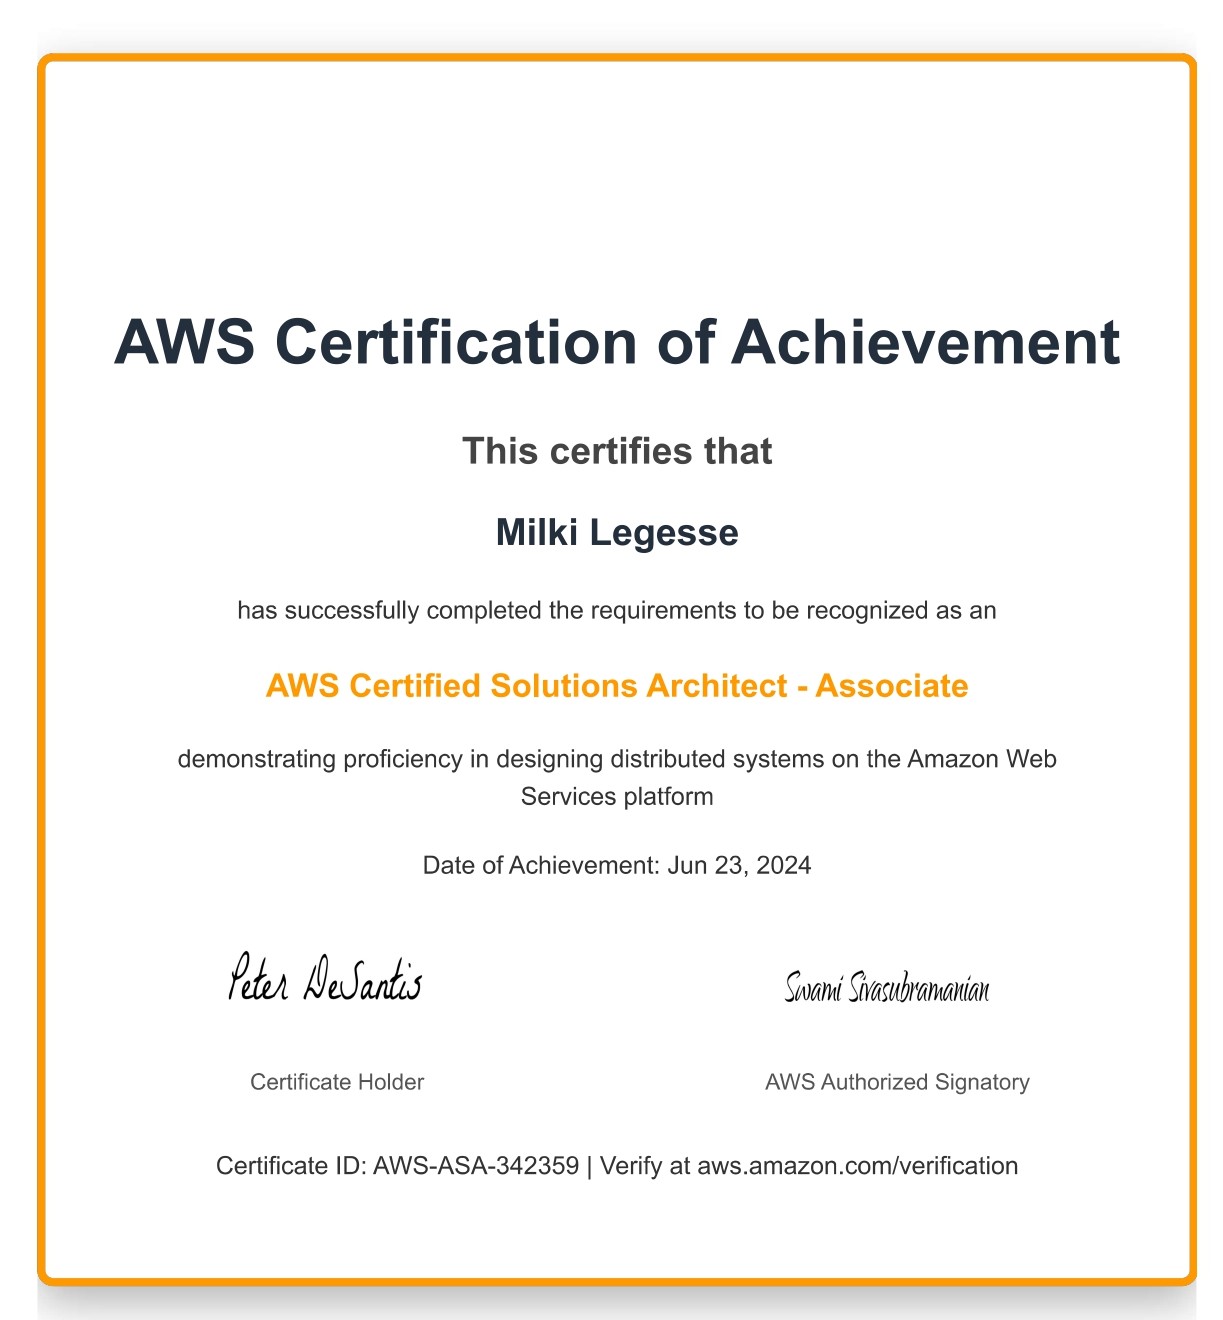 AWS Certification of Achievement
This certifies that
Milki Legesse
has successfully completed the requirements to be recognized as an
AWS Certified Solutions Architect - Associate
demonstrating proficiency in designing distributed systems on the Amazon Web
Services platform
Date of Achievement: Jun 23, 2024
Peter DeSantis
Swami Sivasubramanian
Certificate Holder
AWS Authorized Signatory
Certificate ID: AWS-ASA-342359 | Verify at aws.amazon.com/verification